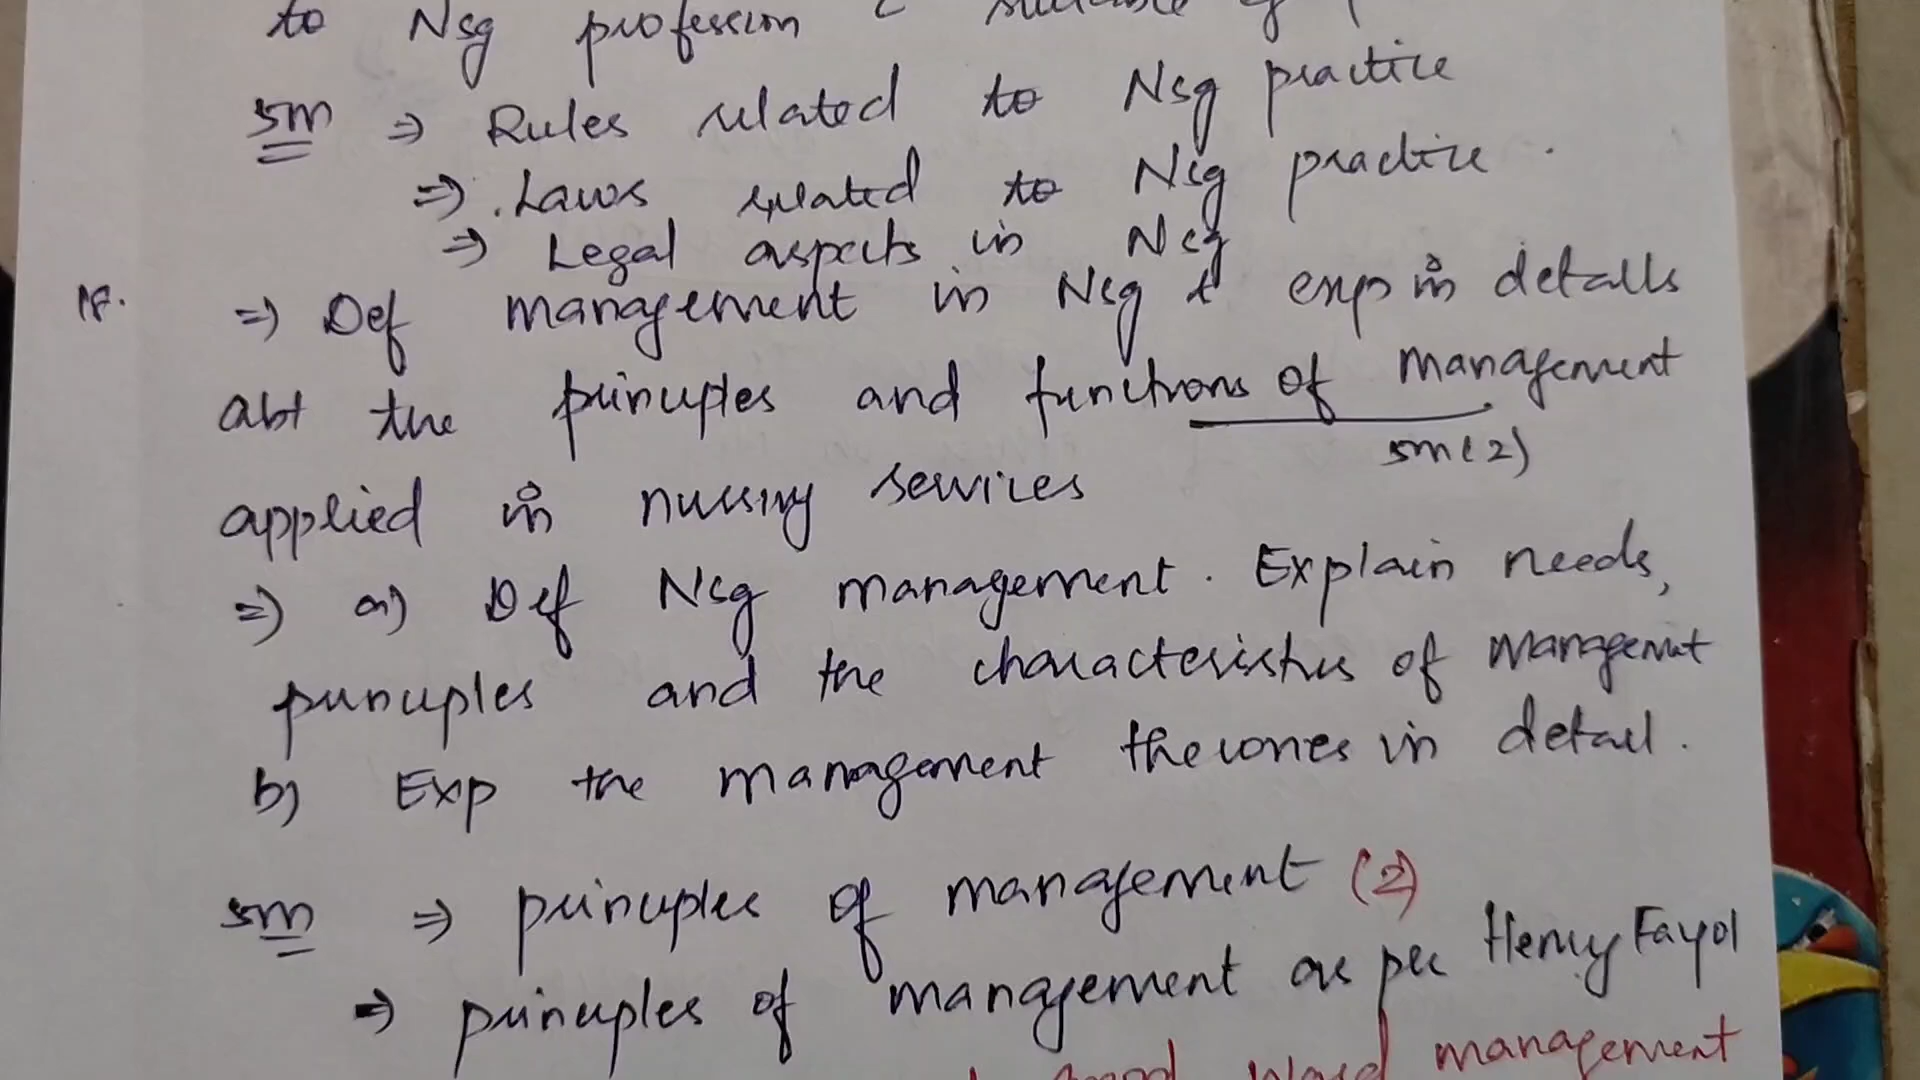 to Nsg profession c suitable
5m ⇒ Rules related to Nsg practice
⇒ Laws related to Nsg practice.
⇒ Legal aspects in Nsg
18. ⇒ Def management in Nsg & exp in details
abt the principles and functions of management
5m (2)
applied in nursing services
⇒ a) Def Nsg management. Explain needs,
principles and the characteristics of management
b) Exp the management theories in detail.
5m ⇒ principles of management (2)
⇒ principles of management as per Henry Fayol
Ward management